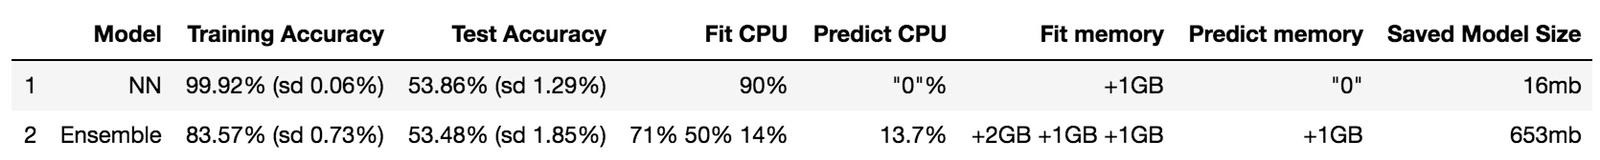 Model Training Accuracy Test Accuracy Fit CPU Predict CPU Fit memory Predict memory Saved Model Size
1 NN 99.92% (sd 0.06%) 53.86% (sd 1.29%) 90% "0"% +1GB "0" 16mb
2 Ensemble 83.57% (sd 0.73%) 53.48% (sd 1.85%) 71% 50% 14% 13.7% +2GB +1GB +1GB +1GB 653mb